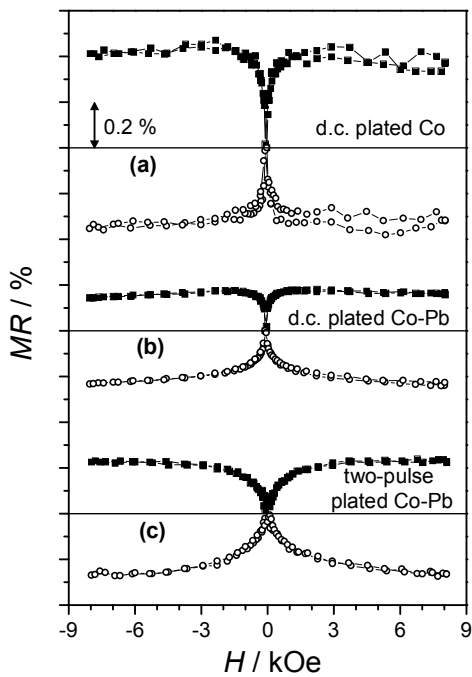 0.2 %
d.c. plated Co
(a)
MR / %
d.c. plated Co-Pb
(b)
two-pulse
plated Co-Pb
(c)
-9 -6 -3 0 3 6 9
H / kOe